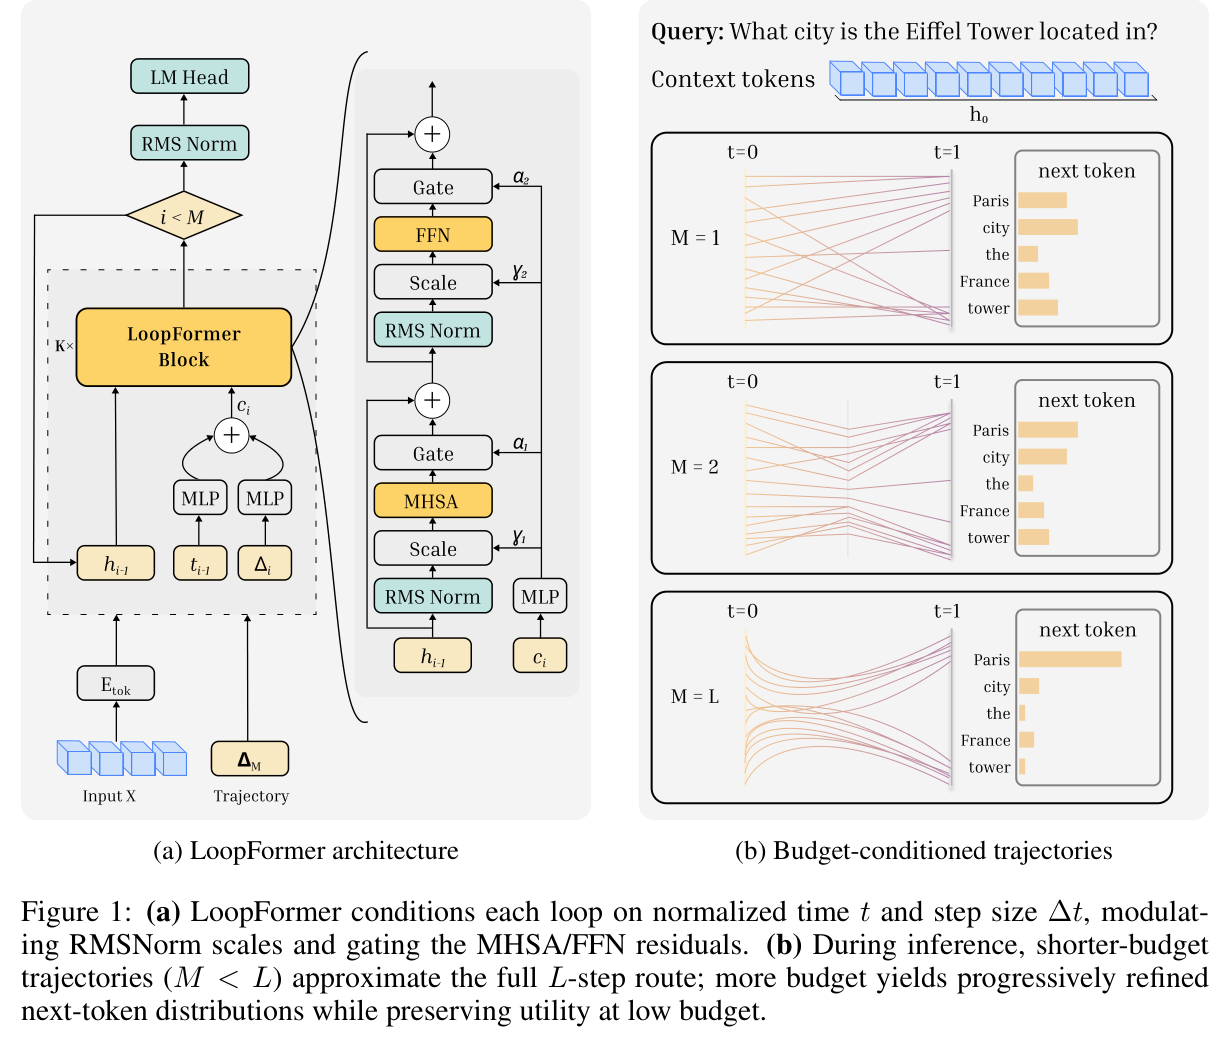 LM Head
RMS Norm
i < M
K×
LoopFormer
Block
c_i
+
MLP
MLP
h_{i-1}
t_{i-1}
Δ_i
E_tok
Δ_M
Input X
Trajectory
+
Gate
α₂
FFN
Scale
γ₂
RMS Norm
+
Gate
α₁
MHSA
Scale
γ₁
RMS Norm
MLP
h_{i-1}
c_i
(a) LoopFormer architecture
Query: What city is the Eiffel Tower located in?
Context tokens
h₀
t=0
t=1
M = 1
next token
Paris
city
the
France
tower
t=0
t=1
M = 2
next token
Paris
city
the
France
tower
t=0
t=1
M = L
next token
Paris
city
the
France
tower
(b) Budget-conditioned trajectories
Figure 1: (a) LoopFormer conditions each loop on normalized time t and step size Δt, modulat-
ing RMSNorm scales and gating the MHSA/FFN residuals. (b) During inference, shorter-budget
trajectories (M < L) approximate the full L-step route; more budget yields progressively refined
next-token distributions while preserving utility at low budget.